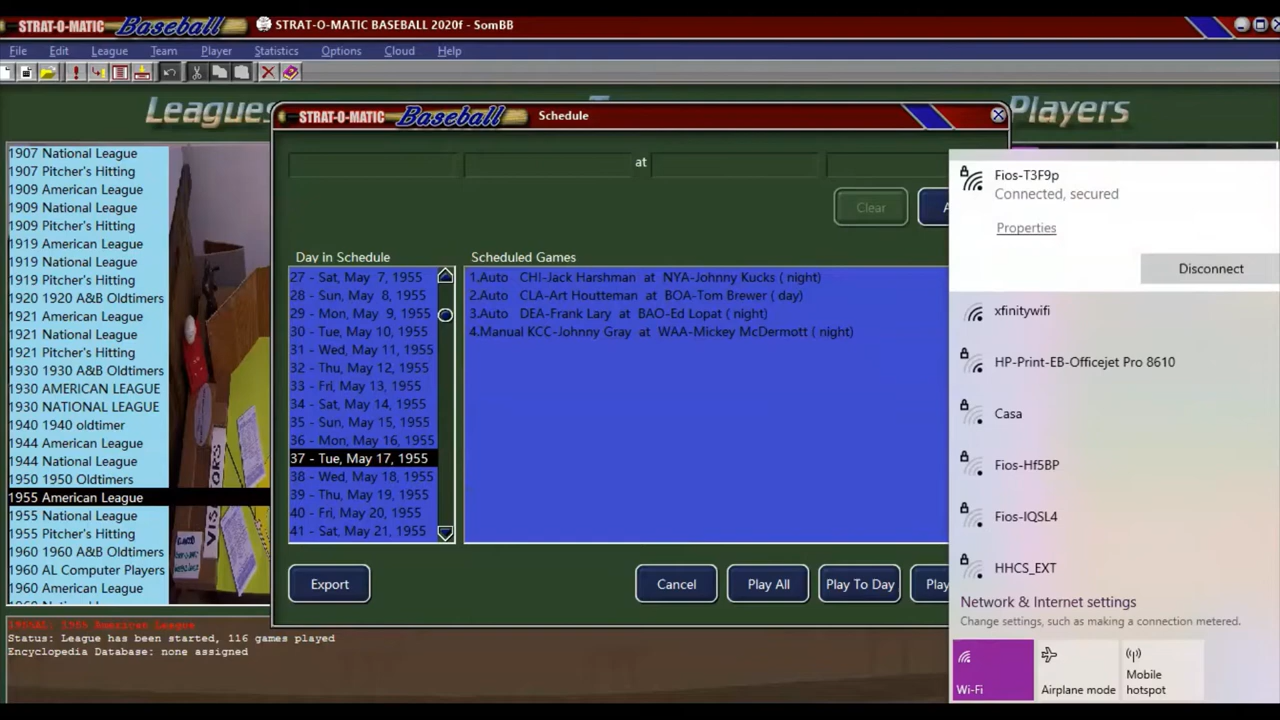 STRAT-O-MATIC Baseball STRAT-O-MATIC BASEBALL 2020f - SomBB
File Edit League Team Player Statistics Options Cloud Help
Leagues
Players
STRAT-O-MATIC Baseball Schedule
at
Clear
1907 National League
1907 Pitcher's Hitting
1909 American League
1909 National League
1909 Pitcher's Hitting
1919 American League
1919 National League
1919 Pitcher's Hitting
1920 1920 A&B Oldtimers
1921 American League
1921 National League
1921 Pitcher's Hitting
1930 1930 A&B Oldtimers
1930 AMERICAN LEAGUE
1930 NATIONAL LEAGUE
1940 1940 oldtimer
1944 American League
1944 National League
1950 1950 Oldtimers
1955 American League
1955 National League
1955 Pitcher's Hitting
1960 1960 A&B Oldtimers
1960 AL Computer Players
1960 American League
VISITORS
Day in Schedule
27 - Sat, May 7, 1955
28 - Sun, May 8, 1955
29 - Mon, May 9, 1955
30 - Tue, May 10, 1955
31 - Wed, May 11, 1955
32 - Thu, May 12, 1955
33 - Fri, May 13, 1955
34 - Sat, May 14, 1955
35 - Sun, May 15, 1955
36 - Mon, May 16, 1955
37 - Tue, May 17, 1955
38 - Wed, May 18, 1955
39 - Thu, May 19, 1955
40 - Fri, May 20, 1955
41 - Sat, May 21, 1955
Scheduled Games
1.Auto CHI-Jack Harshman at NYA-Johnny Kucks ( night)
2.Auto CLA-Art Houtteman at BOA-Tom Brewer ( day)
3.Auto DEA-Frank Lary at BAO-Ed Lopat ( night)
4.Manual KCC-Johnny Gray at WAA-Mickey McDermott ( night)
Export
Cancel
Play All
Play To Day
Play
1955AL: 1955 American League
Status: League has been started, 116 games played
Encyclopedia Database: none assigned
Fios-T3F9p
Connected, secured
Properties
Disconnect
xfinitywifi
HP-Print-EB-Officejet Pro 8610
Casa
Fios-Hf5BP
Fios-IQSL4
HHCS_EXT
Network & Internet settings
Change settings, such as making a connection metered.
Wi-Fi
Airplane mode
Mobile
hotspot